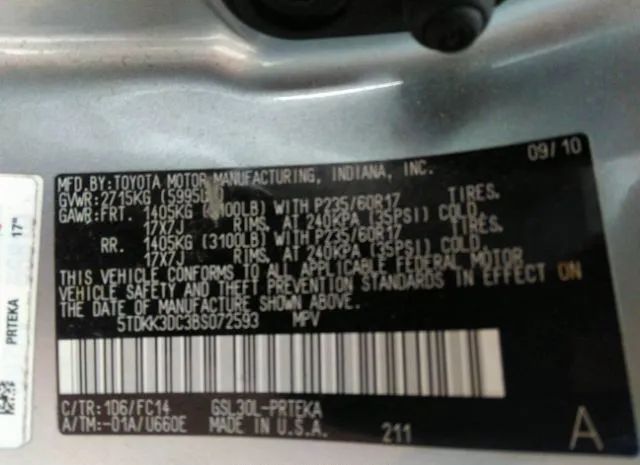 09/10
MFD.BY:TOYOTA MOTOR MANUFACTURING, INDIANA, INC.
GVWR:2715KG
GAWR:FRT. 1405KG WITH P235/60R17 TIRES.
17X7J RIMS, AT 240KPA (35PSI) COLD.
RR. 1405KG (3100LB) WITH P235/60R17 TIRES.
17X7J RIMS, AT 240KPA (35PSI) COLD.
THIS VEHICLE CONFORMS TO ALL APPLICABLE FEDERAL MOTOR
VEHICLE SAFETY AND THEFT PREVENTION STANDARDS IN EFFECT ON
THE DATE OF MANUFACTURE SHOWN ABOVE.
5TDKK3DC3BS072593 MPV
C/TR:1D6/FC14 GSL30L-PRTEKA
A/TM:-01A/U660E MADE IN U.S.A. 211
A
17"
PRTEKA